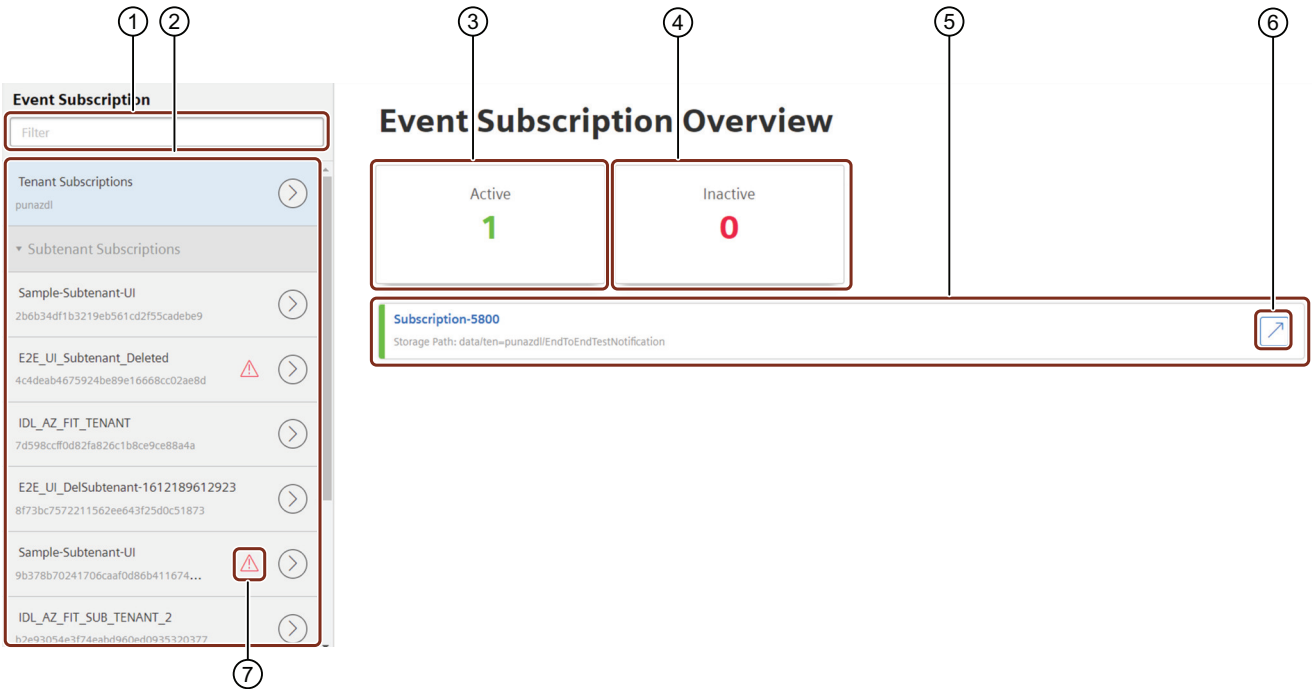 1 2 3 4 5 6
Event Subscription
Filter
Tenant Subscriptions
punazdl
Subtenant Subscriptions
Sample-Subtenant-UI
2b6b34df1b3219eb561cd2f55cadebe9
E2E_UI_Subtenant_Deleted
4c4deab4675924be89e16668cc02ae8d
IDL_AZ_FIT_TENANT
7d598ccff0d82fa826c1b8ce9ce88a4a
E2E_UI_DelSubtenant-1612189612923
8f73bc7572211562ee643f25d0c51873
Sample-Subtenant-UI
9b378b70241706caaf0d86b411674...
IDL_AZ_FIT_SUB_TENANT_2
b2e93054e3f74eabd960ed0935320377
7
Event Subscription Overview
Active
1
Inactive
0
Subscription-5800
Storage Path: data/ten=punazdl/EndToEndTestNotification